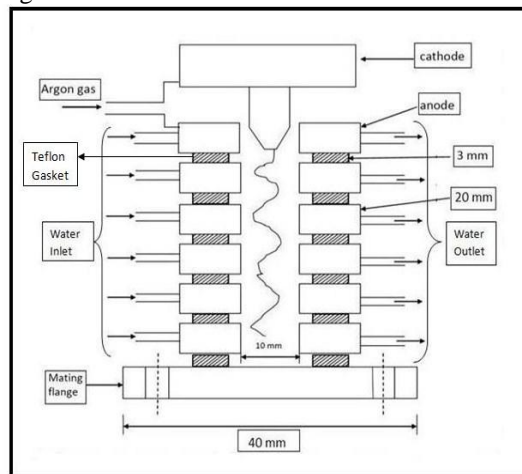 cathode
Argon gas
anode
Teflon
Gasket
3 mm
20 mm
Water
Inlet
Water
Outlet
10 mm
Mating
flange
40 mm